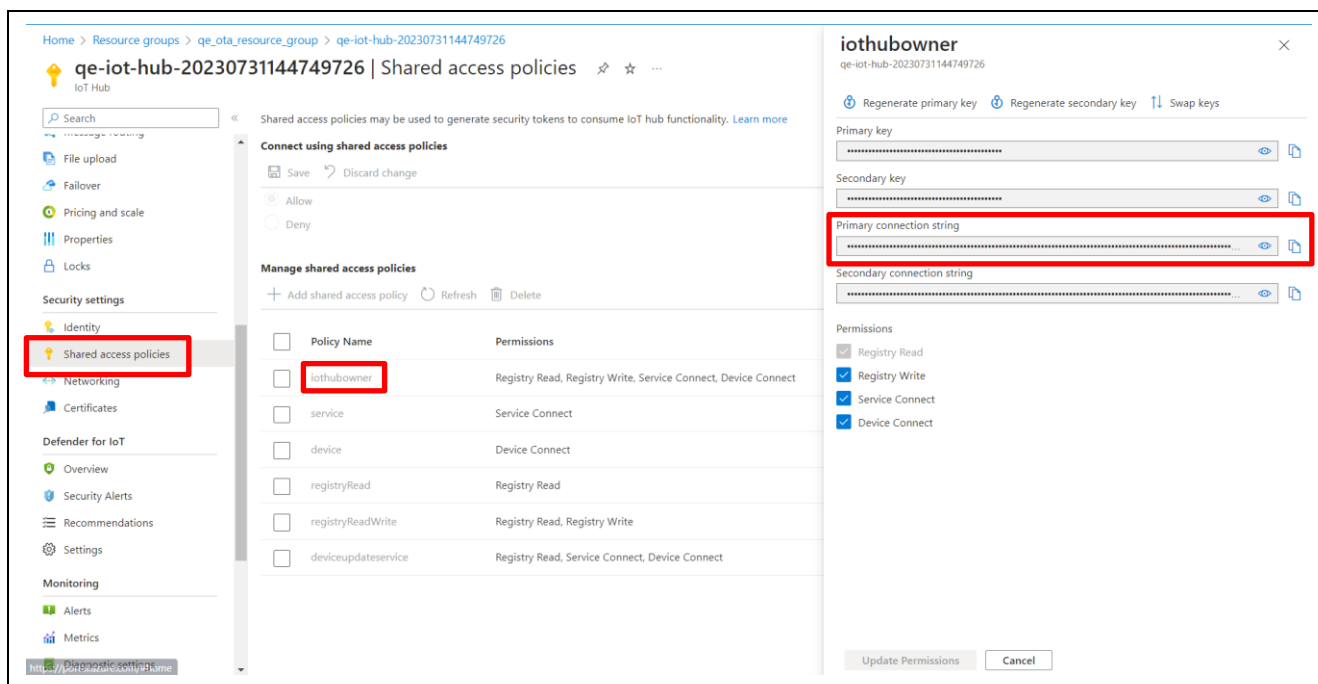 Home > Resource groups > qe_ota_resource_group > qe-iot-hub-20230731144749726
qe-iot-hub-20230731144749726 | Shared access policies
IoT Hub
Search
Message routing
File upload
Failover
Pricing and scale
Properties
Locks
Security settings
Identity
Shared access policies
Networking
Certificates
Defender for IoT
Overview
Security Alerts
Recommendations
Settings
Monitoring
Alerts
Metrics
Diagnostic settings
Shared access policies may be used to generate security tokens to consume IoT hub functionality. Learn more
Connect using shared access policies
Save Discard change
Allow
Deny
Manage shared access policies
Add shared access policy Refresh Delete
Policy Name Permissions
iothubowner Registry Read, Registry Write, Service Connect, Device Connect
service Service Connect
device Device Connect
registryRead Registry Read
registryReadWrite Registry Read, Registry Write
deviceupdateservice Registry Read, Service Connect, Device Connect
iothubowner
qe-iot-hub-20230731144749726
Regenerate primary key Regenerate secondary key Swap keys
Primary key
Secondary key
Primary connection string
Secondary connection string
Permissions
Registry Read
Registry Write
Service Connect
Device Connect
Update Permissions Cancel